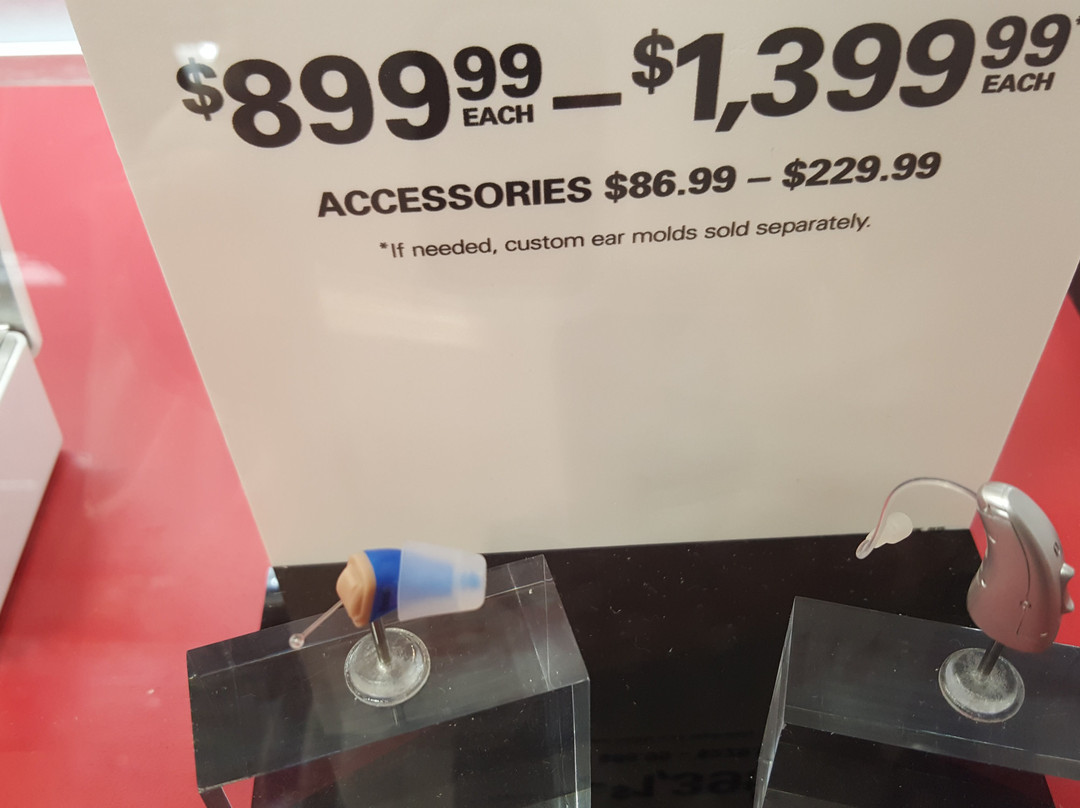 $899 99 EACH – $1,399 99* EACH
ACCESSORIES $86.99 – $229.99
*If needed, custom ear molds sold separately.